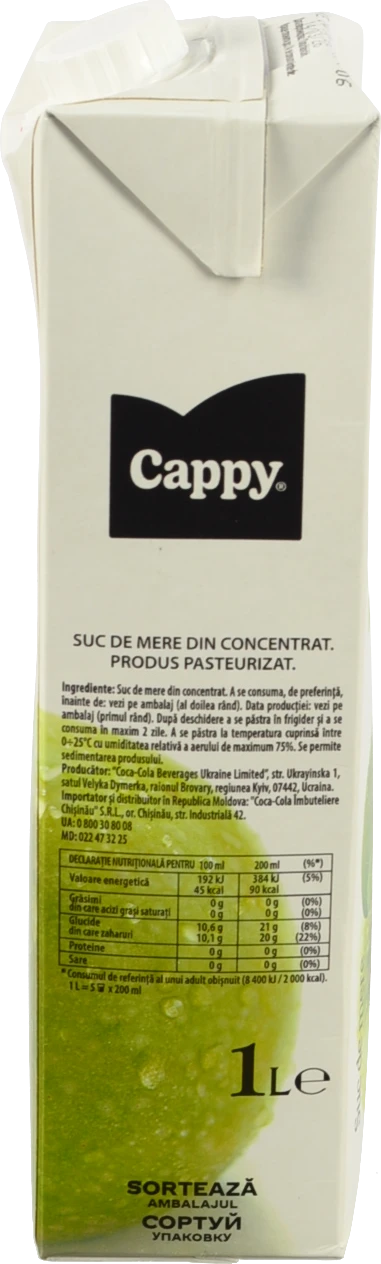 Cappy®
SUC DE MERE DIN CONCENTRAT.
PRODUS PASTEURIZAT.
Ingrediente: Suc de mere din concentrat. A se consuma, de preferință,
înainte de: vezi pe ambalaj (al doilea rând). Data producției: vezi pe
ambalaj (primul rând). După deschidere a se păstra în frigider și a se
consuma în maxim 2 zile. A se păstra la temperatura cuprinsă între
0÷25°C cu umiditatea relativă a aerului de maximum 75%. Se permite
sedimentarea produsului.
Producător: "Coca-Cola Beverages Ukraine Limited", str. Ukrayinska 1,
satul Velyka Dymerka, raionul Brovary, regiunea Kyiv, 07442, Ucraina.
Importator și distribuitor în Republica Moldova: "Coca-Cola Îmbuteliere
Chișinău" S.R.L., or. Chișinău, str. Industrială 42.
UA: 0 800 30 80 08
MD: 022 47 32 25
DECLARAȚIE NUTRIȚIONALĂ PENTRU 100 ml 200 ml (%*)
Valoare energetică 192 kJ 384 kJ (5%)
45 kcal 90 kcal
Grăsimi 0 g 0 g (0%)
din care acizi grași saturați 0 g 0 g (0%)
Glucide 10,6 g 21 g (8%)
din care zaharuri 10,1 g 20 g (22%)
Proteine 0 g 0 g (0%)
Sare 0 g 0 g (0%)
*Consumul de referință al unui adult obișnuit (8 400 kJ / 2 000 kcal).
1 L = 5 x 200 ml
1L e
SORTEAZĂ
AMBALAJUL
СОРТУЙ
УПАКОВКУ